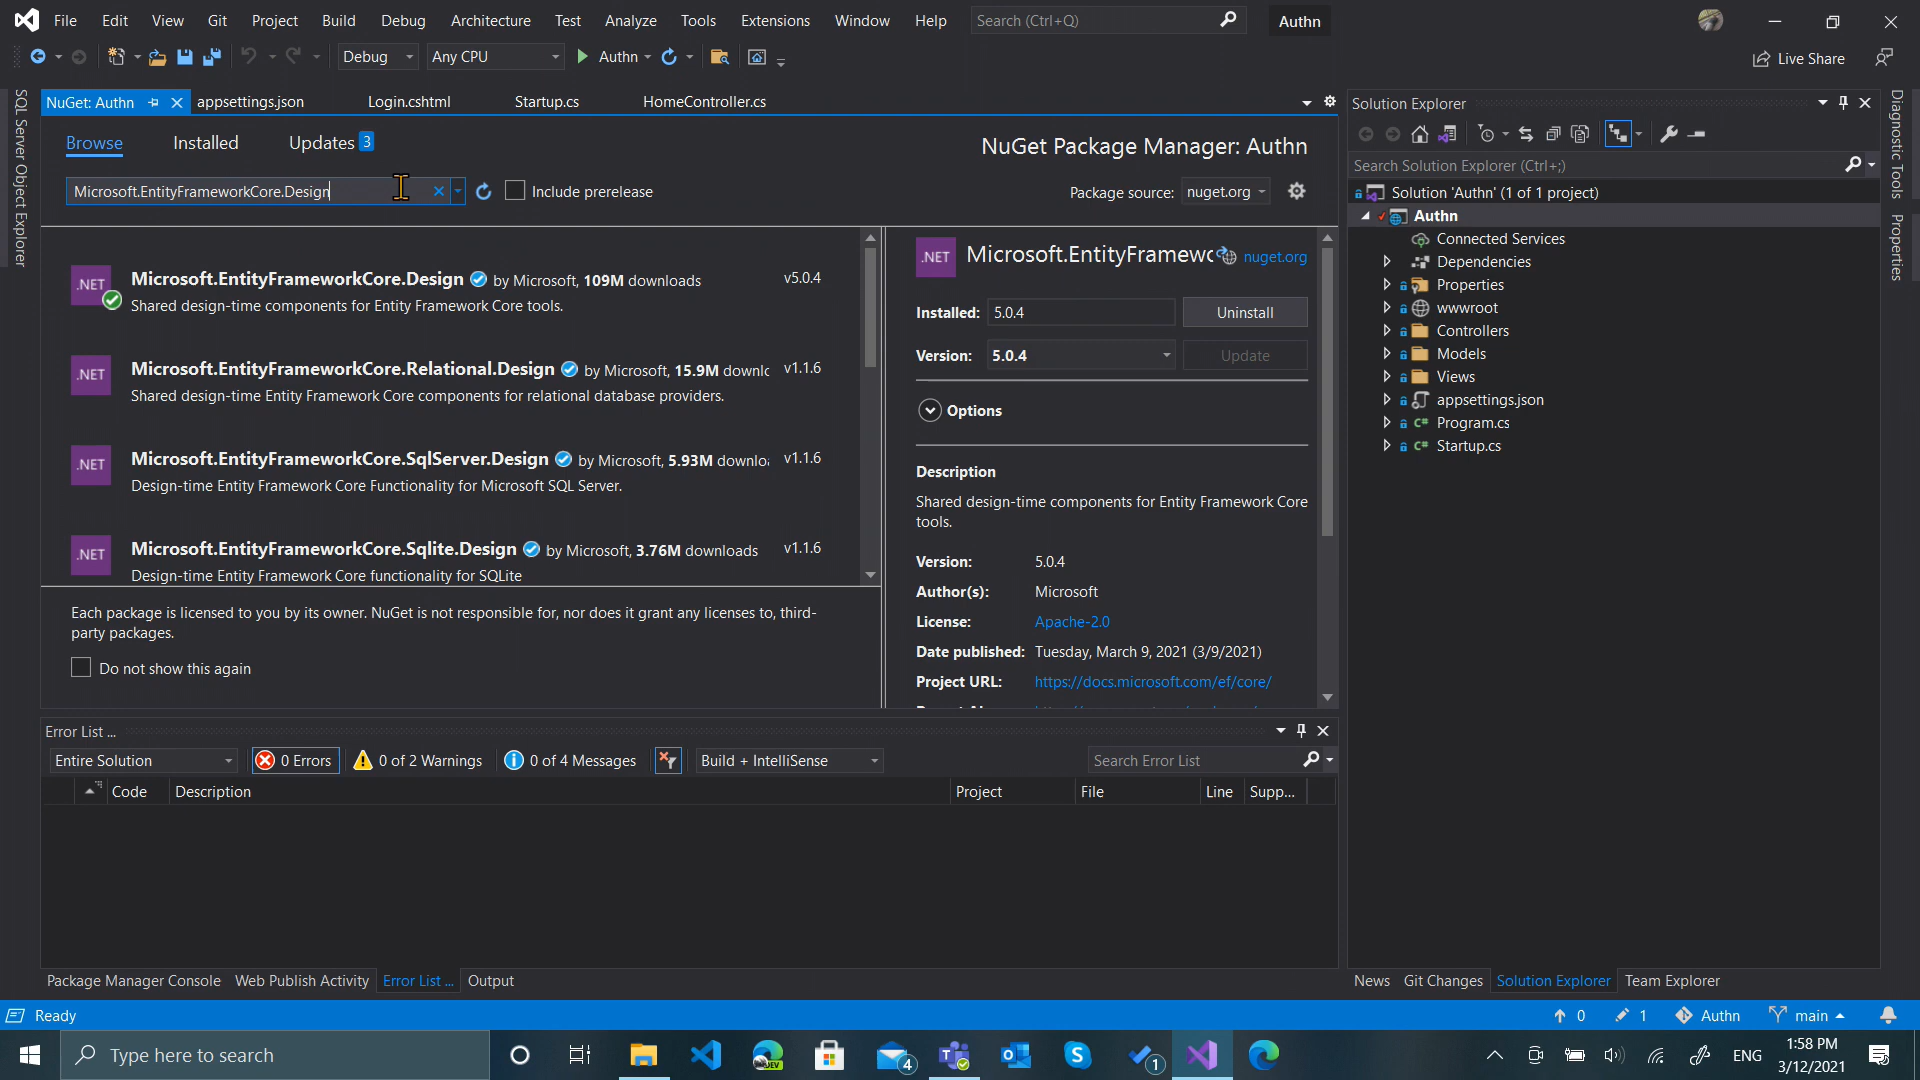 File Edit View Git Project Build Debug Architecture Test Analyze Tools Extensions Window Help Search (Ctrl+Q) Authn
Debug Any CPU Authn Live Share
NuGet: Authn appsettings.json Login.cshtml Startup.cs HomeController.cs
Browse Installed Updates 3
NuGet Package Manager: Authn
Microsoft.EntityFrameworkCore.Design Include prerelease Package source: nuget.org
.NET Microsoft.EntityFrameworkCore.Design by Microsoft, 109M downloads v5.0.4
Shared design-time components for Entity Framework Core tools.
.NET Microsoft.EntityFrameworkCore.Relational.Design by Microsoft, 15.9M downlo v1.1.6
Shared design-time Entity Framework Core components for relational database providers.
.NET Microsoft.EntityFrameworkCore.SqlServer.Design by Microsoft, 5.93M downlo v1.1.6
Design-time Entity Framework Core Functionality for Microsoft SQL Server.
.NET Microsoft.EntityFrameworkCore.Sqlite.Design by Microsoft, 3.76M downloads v1.1.6
Design-time Entity Framework Core functionality for SQLite
Each package is licensed to you by its owner. NuGet is not responsible for, nor does it grant any licenses to, third-
party packages.
Do not show this again
.NET Microsoft.EntityFramew nuget.org
Installed: 5.0.4 Uninstall
Version: 5.0.4 Update
Options
Description
Shared design-time components for Entity Framework Core
tools.
Version: 5.0.4
Author(s): Microsoft
License: Apache-2.0
Date published: Tuesday, March 9, 2021 (3/9/2021)
Project URL: https://docs.microsoft.com/ef/core/
Error List ...
Entire Solution 0 Errors 0 of 2 Warnings 0 of 4 Messages Build + IntelliSense Search Error List
Code Description Project File Line Supp...
Package Manager Console Web Publish Activity Error List ... Output
Solution Explorer
Search Solution Explorer (Ctrl+;)
Solution 'Authn' (1 of 1 project)
Authn
Connected Services
Dependencies
Properties
wwwroot
Controllers
Models
Views
appsettings.json
C# Program.cs
C# Startup.cs
News Git Changes Solution Explorer Team Explorer
SQL Server Object Explorer
Diagnostic Tools
Properties
Ready 0 1 Authn main
Type here to search DEV 4 1 ENG 1:58 PM
3/12/2021